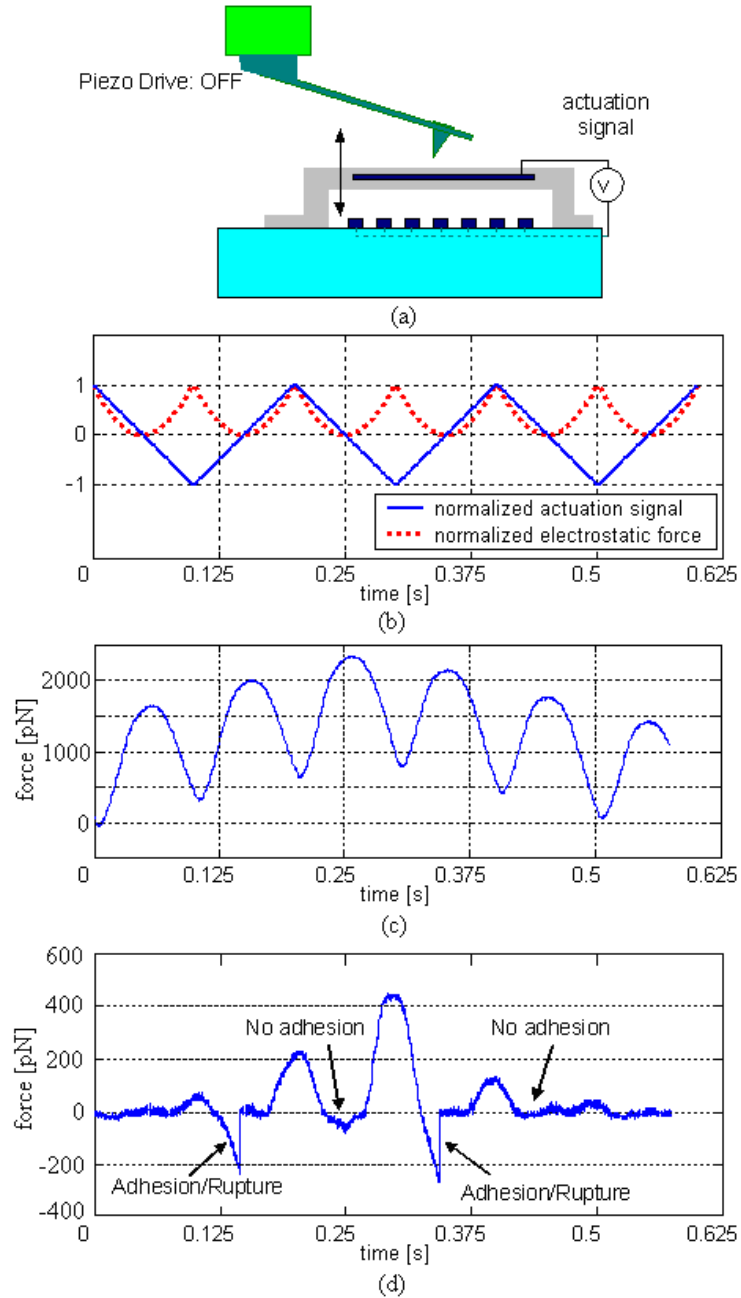 Piezo Drive: OFF
actuation
signal
V
(a)
1
0
-1
normalized actuation signal
normalized electrostatic force
0 0.125 0.25 0.375 0.5 0.625
time [s]
(b)
2000
1000
0
force [pN]
0 0.125 0.25 0.375 0.5 0.625
time [s]
(c)
600
400
200
0
-200
-400
force [pN]
No adhesion
No adhesion
Adhesion/Rupture
Adhesion/Rupture
0 0.125 0.25 0.375 0.5 0.625
time [s]
(d)